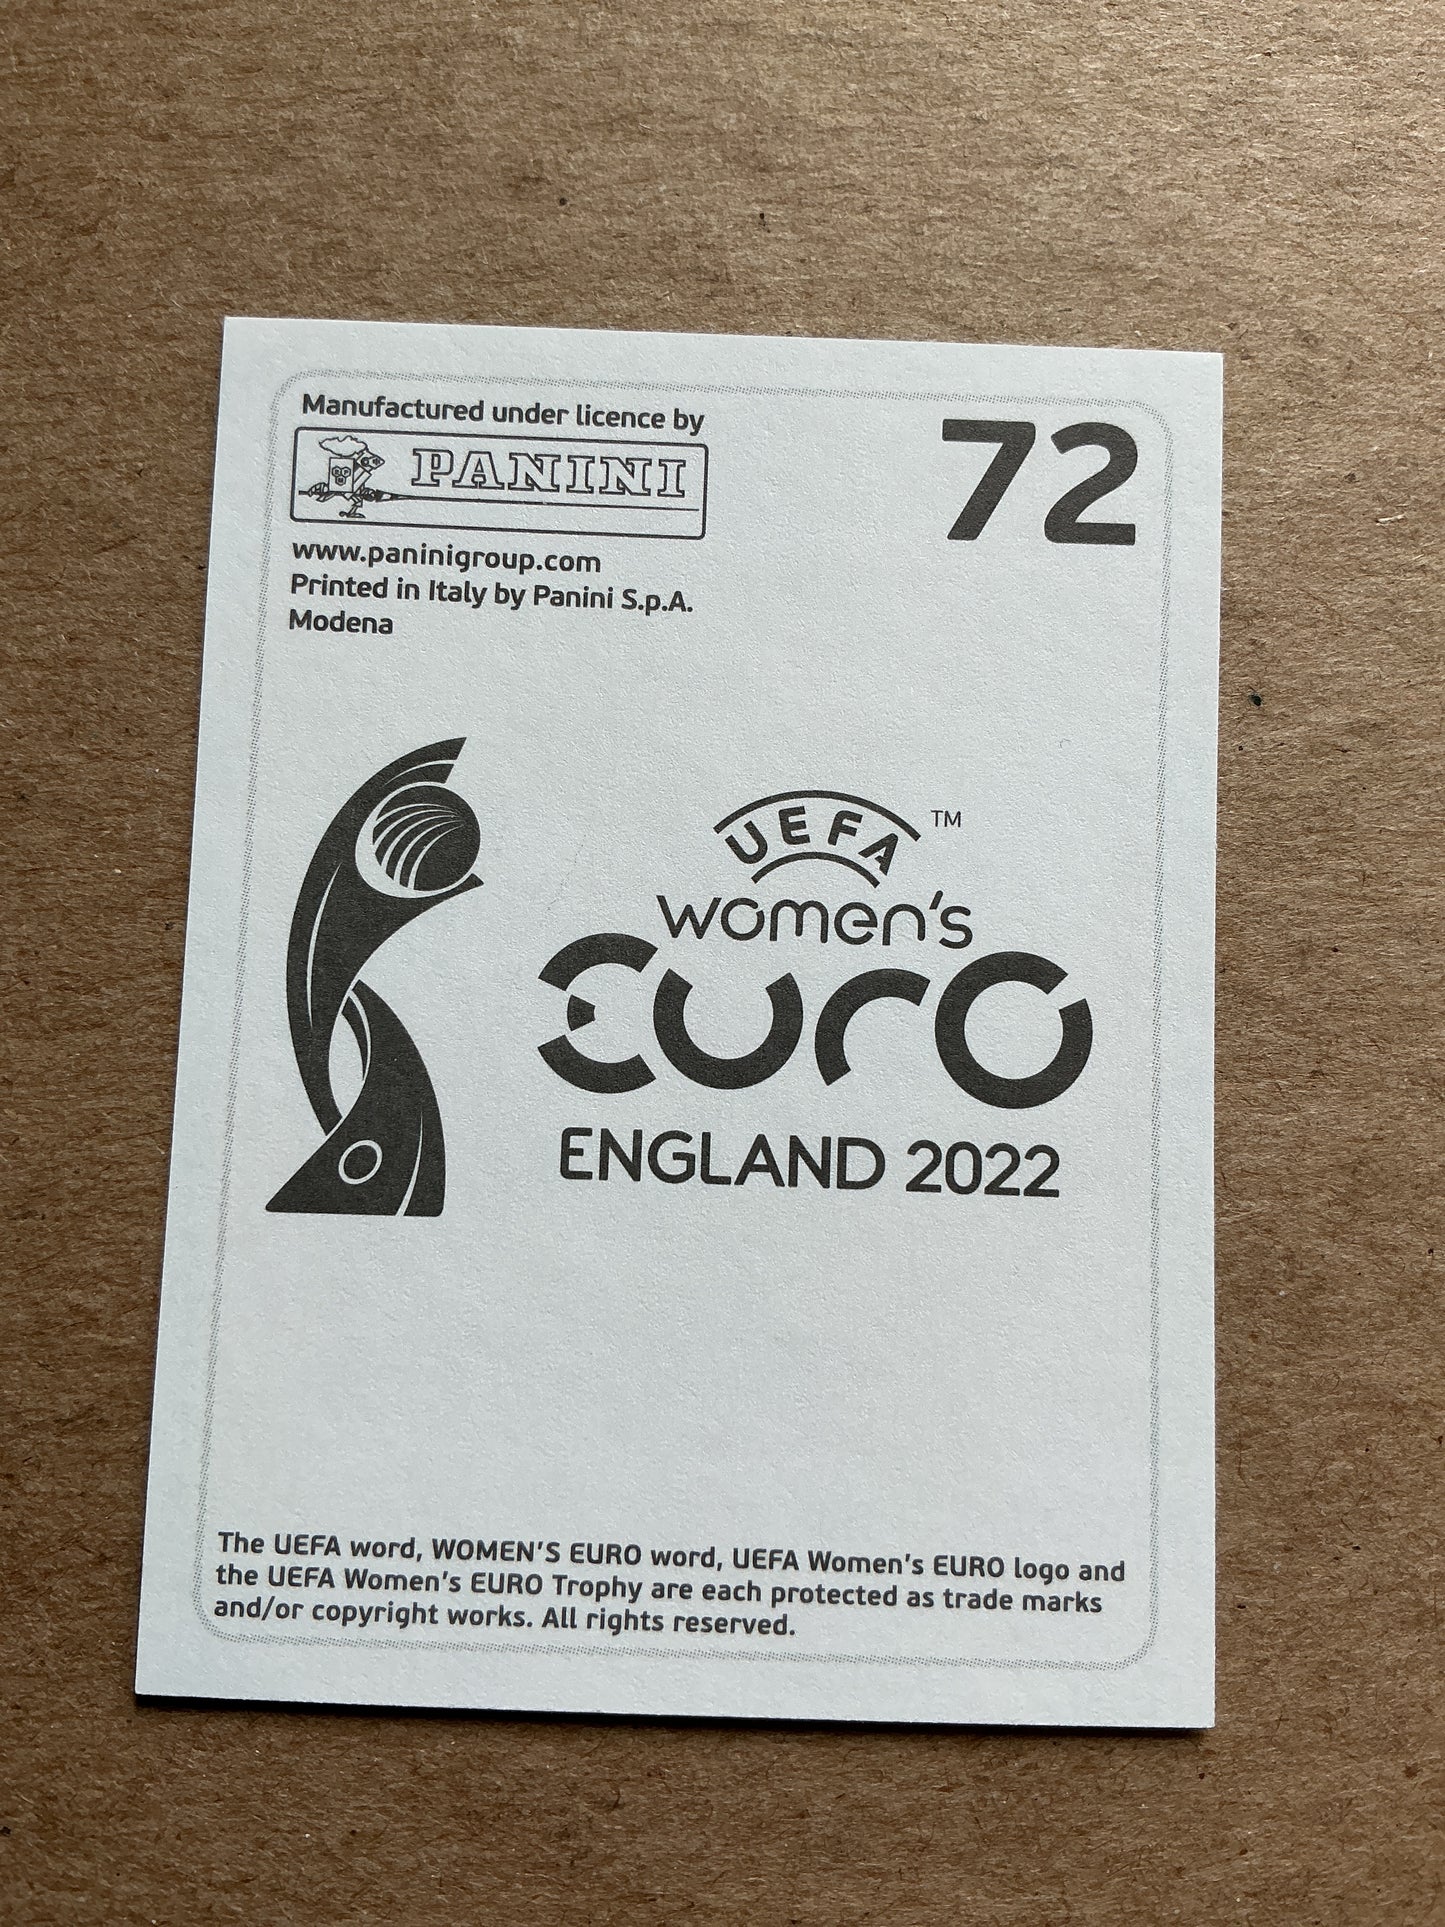 Manufactured under licence by
PANINI
72
www.paninigroup.com
Printed in Italy by Panini S.p.A.
Modena
UEFA ™
women's
EURO
ENGLAND 2022
The UEFA word, WOMEN'S EURO word, UEFA Women's EURO logo and
the UEFA Women's EURO Trophy are each protected as trade marks
and/or copyright works. All rights reserved.